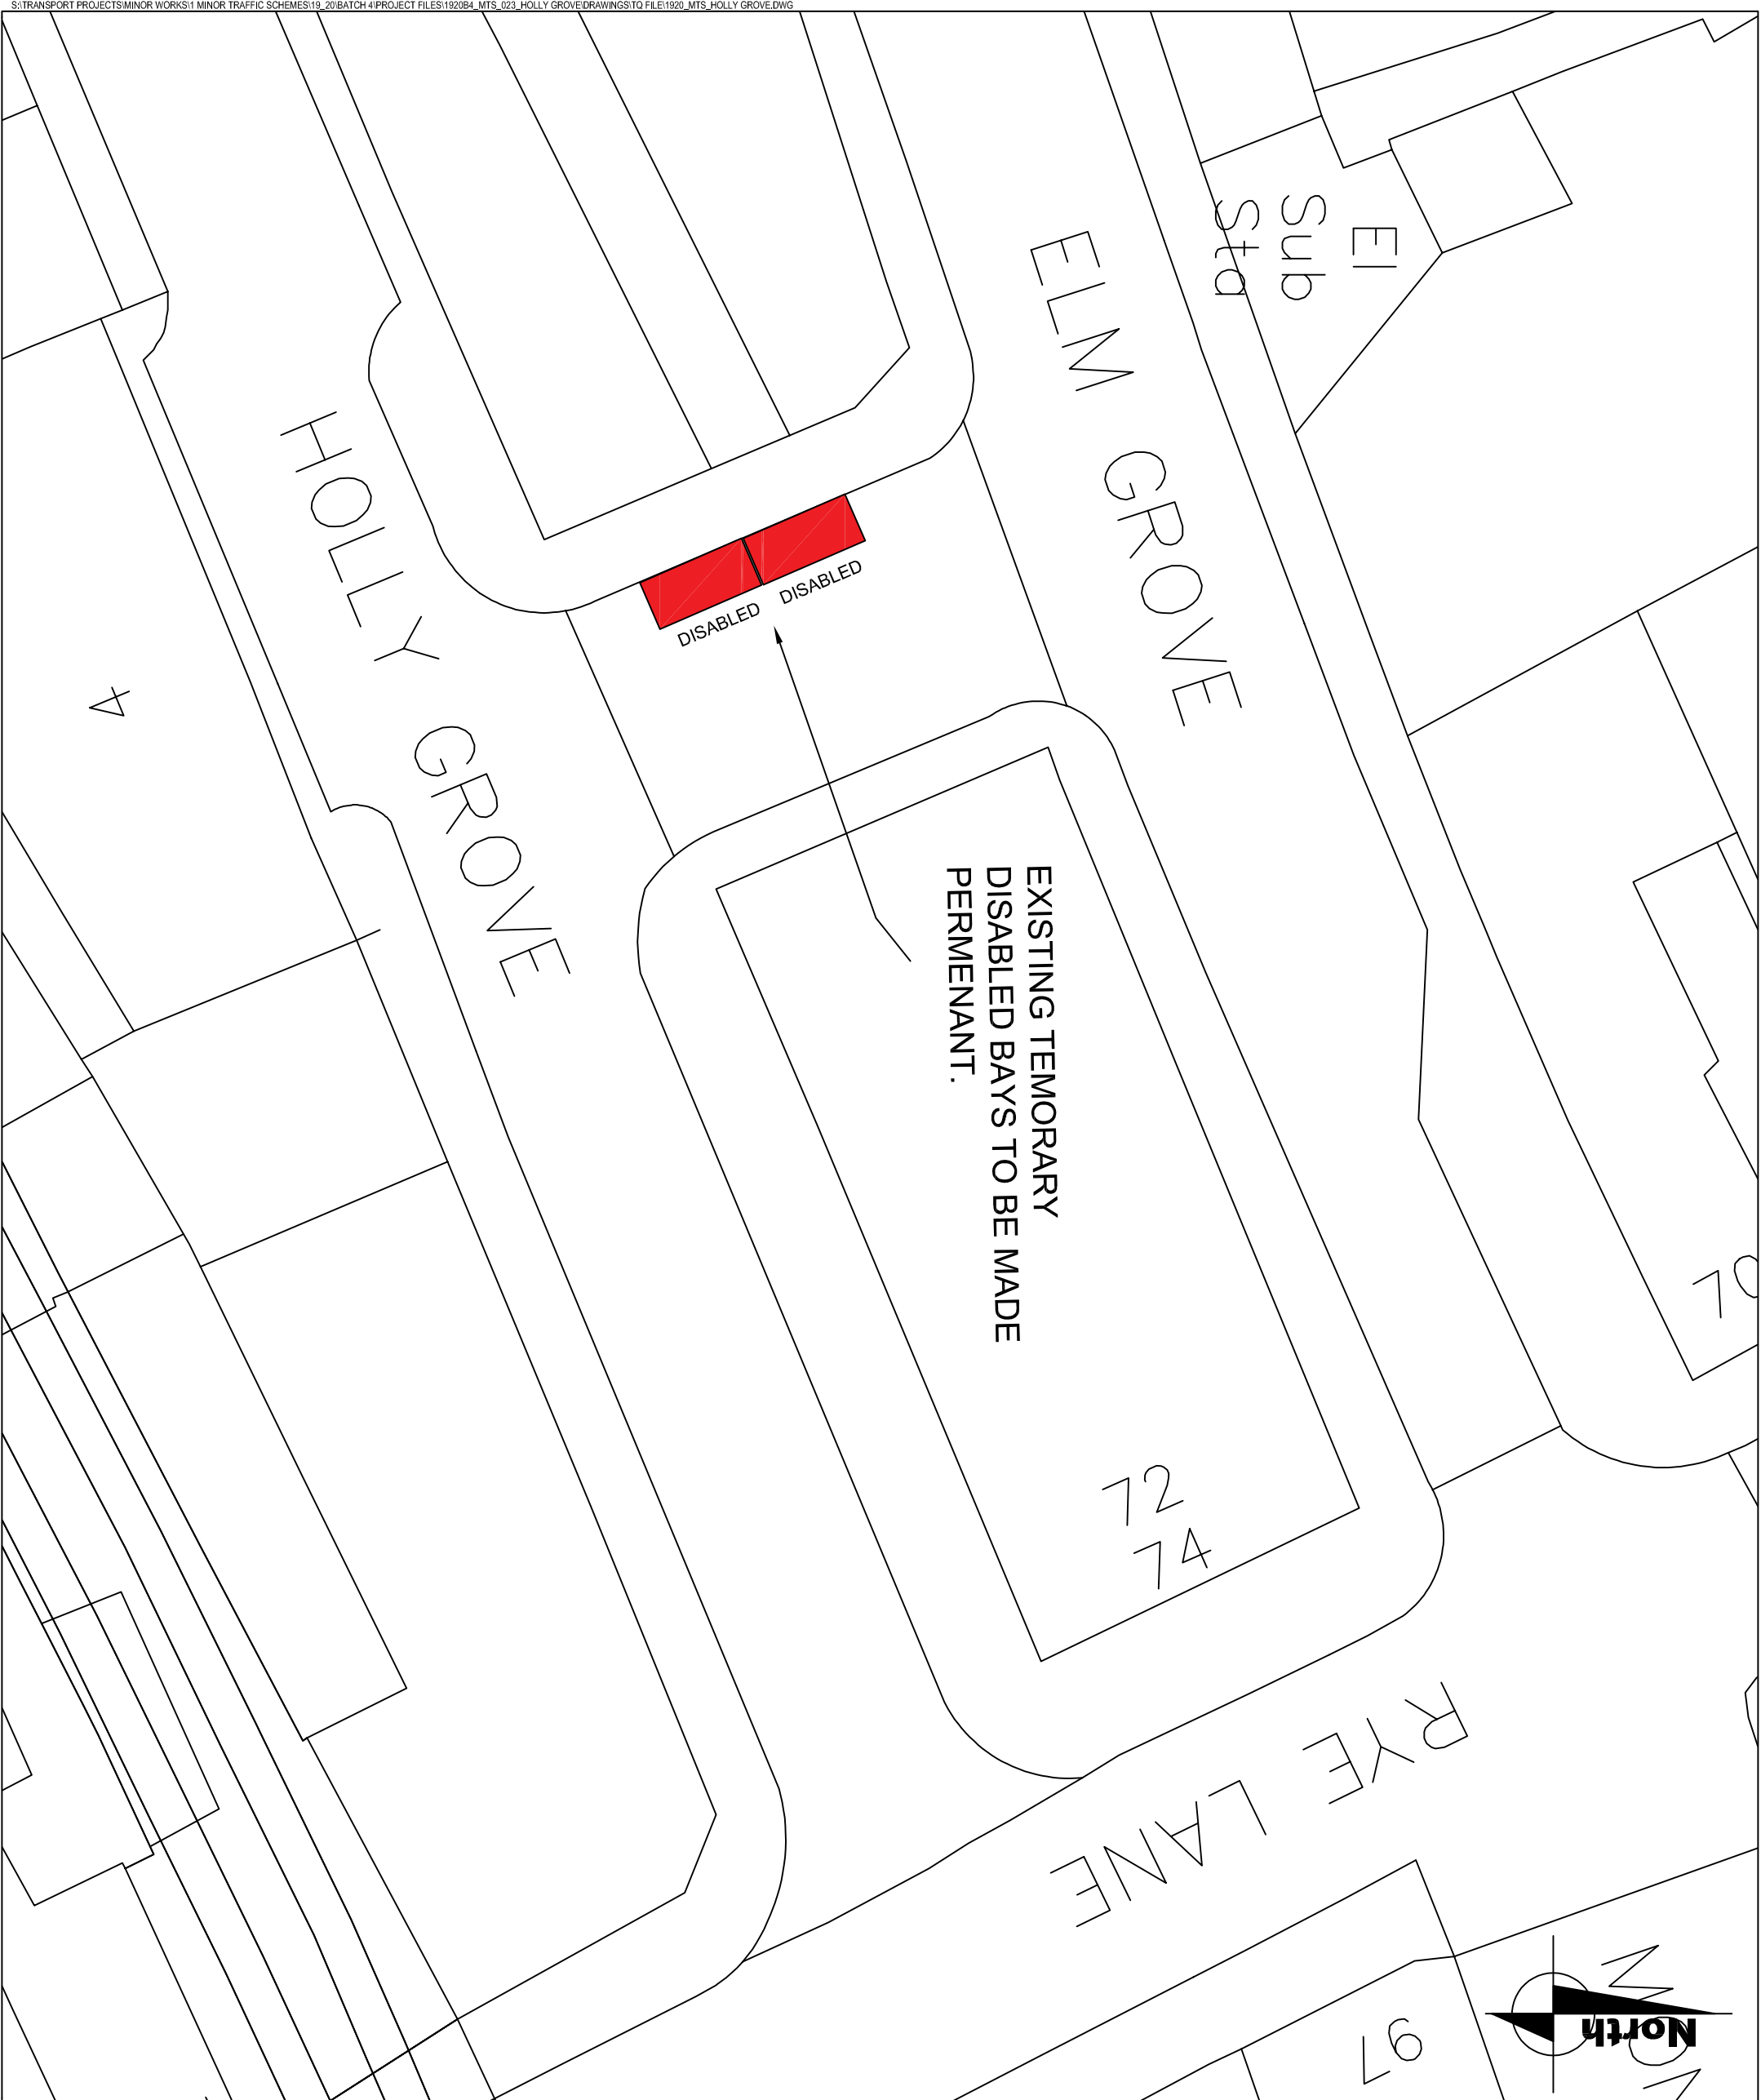 S:\TRANSPORT PROJECTS\MINOR WORKS\1 MINOR TRAFFIC SCHEMES\19_20\BATCH 4\PROJECT FILES\1920B4_MTS_023_HOLLY GROVE\DRAWINGS\TQ FILE\1920_MTS_HOLLY GROVE.DWG
El
Sub
Sta
ELM GROVE
HOLLY GROVE
DISABLED
DISABLED
4
EXISTING TEMORARY
DISABLED BAYS TO BE MADE
PERMENANT.
70
72
74
RYE LANE
97
North